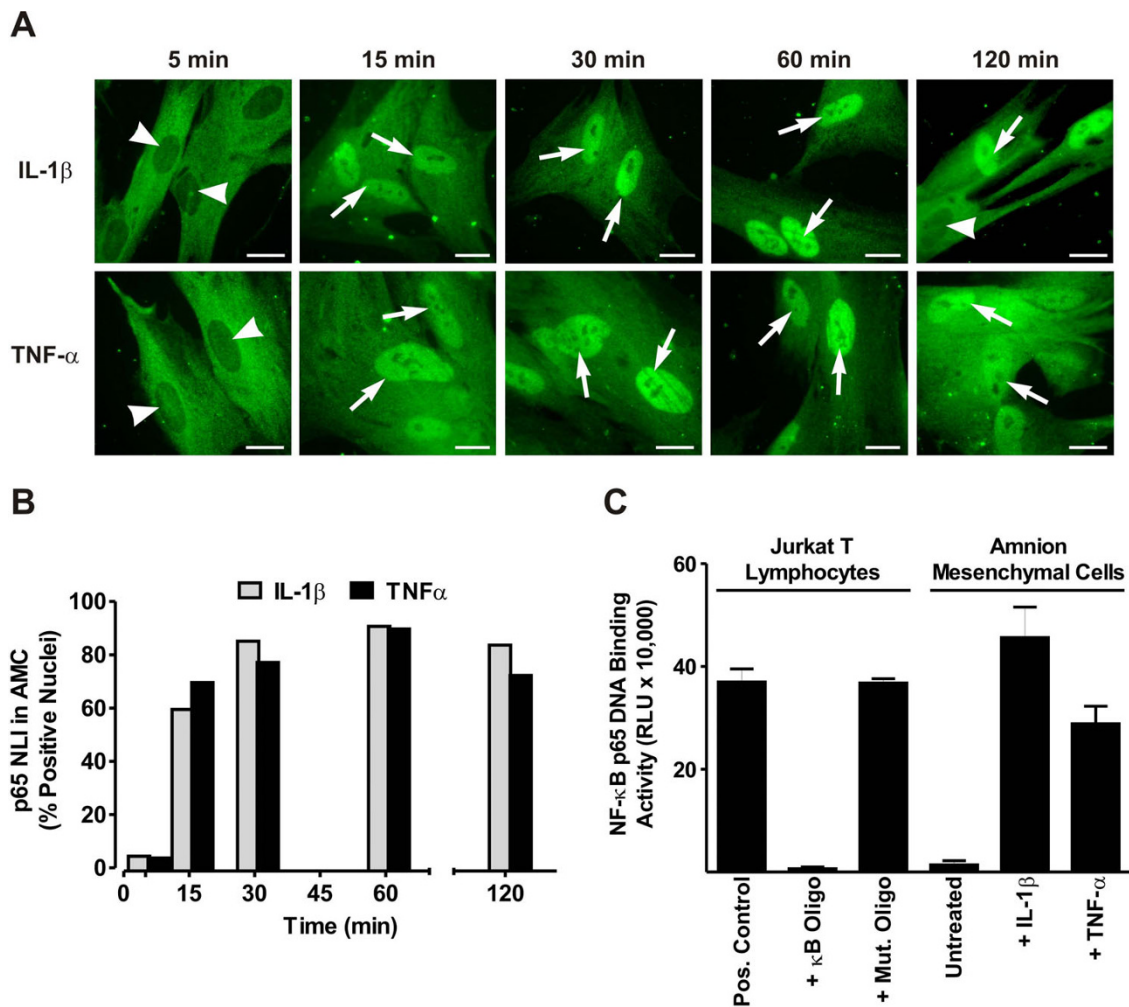 A
5 min
15 min
30 min
60 min
120 min
IL-1β
TNF-α
B
p65 NLI in AMC
(% Positive Nuclei)
IL-1β
TNFα
100
80
60
40
20
0
0
15
30
45
60
120
Time (min)
C
Jurkat T
Lymphocytes
Amnion
Mesenchymal Cells
NF-κB p65 DNA Binding
Activity (RLU x 10,000)
60
40
20
Pos. Control
+ κB Oligo
+ Mut. Oligo
Untreated
+ IL-1β
+ TNF-α